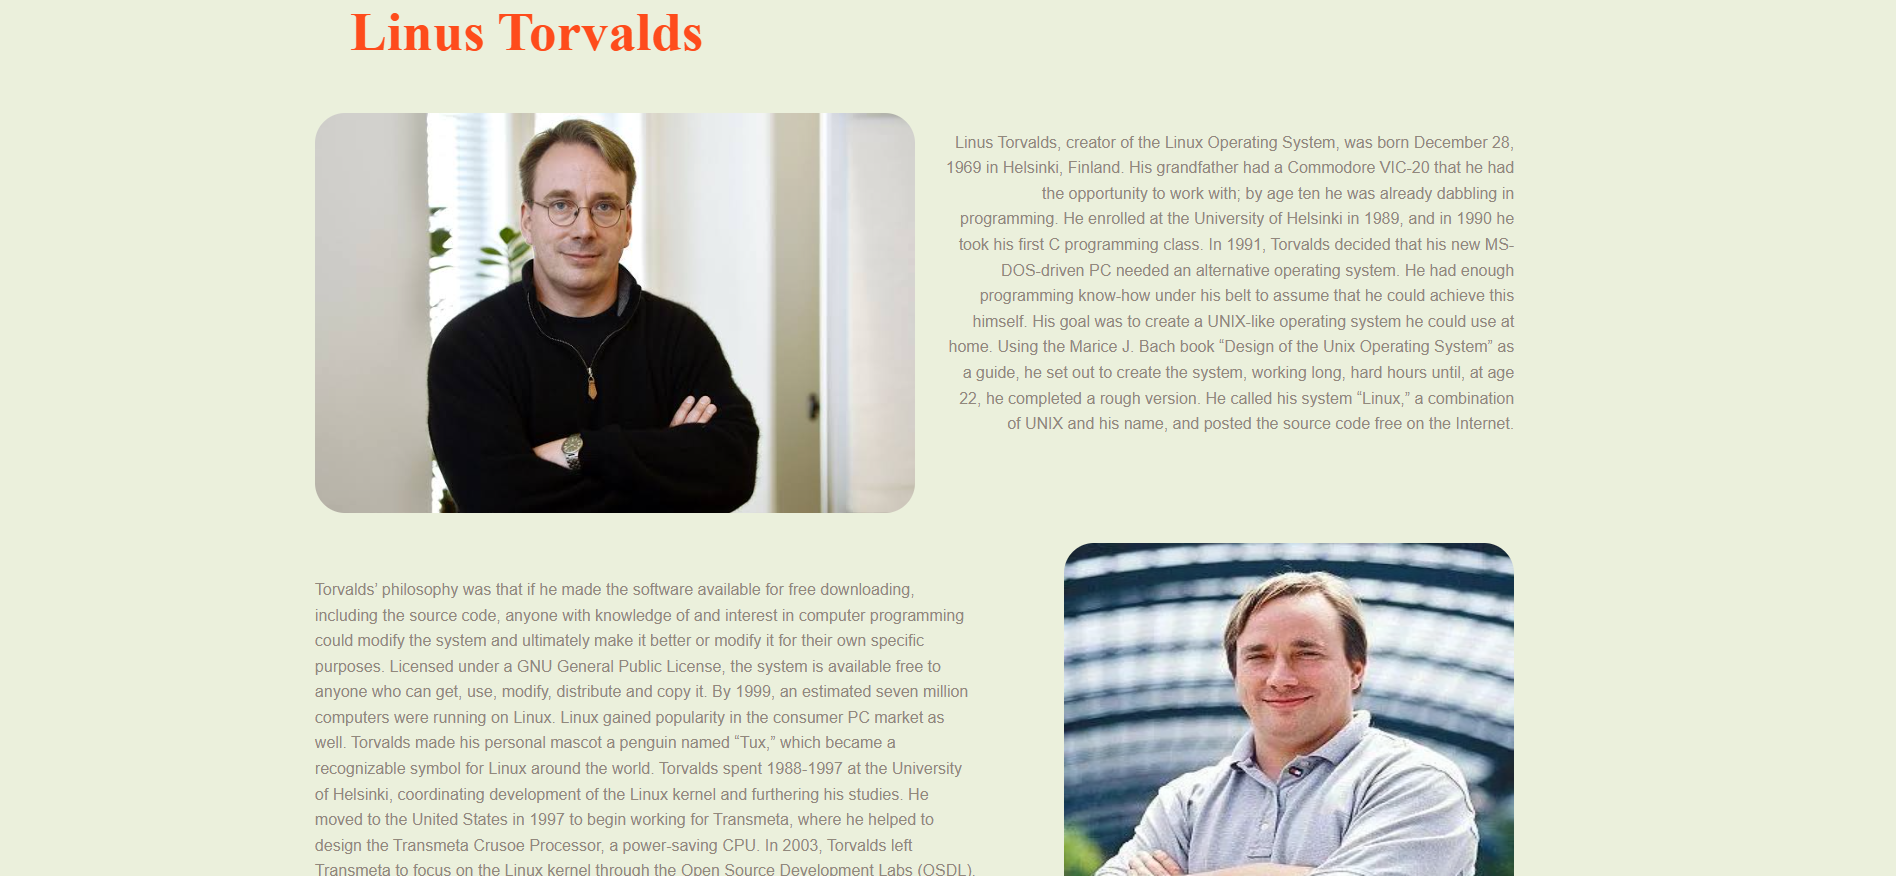 Linus Torvalds
Linus Torvalds, creator of the Linux Operating System, was born December 28,
1969 in Helsinki, Finland. His grandfather had a Commodore VIC-20 that he had
the opportunity to work with; by age ten he was already dabbling in
programming. He enrolled at the University of Helsinki in 1989, and in 1990 he
took his first C programming class. In 1991, Torvalds decided that his new MS-
DOS-driven PC needed an alternative operating system. He had enough
programming know-how under his belt to assume that he could achieve this
himself. His goal was to create a UNIX-like operating system he could use at
home. Using the Marice J. Bach book “Design of the Unix Operating System” as
a guide, he set out to create the system, working long, hard hours until, at age
22, he completed a rough version. He called his system “Linux,” a combination
of UNIX and his name, and posted the source code free on the Internet.
Torvalds’ philosophy was that if he made the software available for free downloading,
including the source code, anyone with knowledge of and interest in computer programming
could modify the system and ultimately make it better or modify it for their own specific
purposes. Licensed under a GNU General Public License, the system is available free to
anyone who can get, use, modify, distribute and copy it. By 1999, an estimated seven million
computers were running on Linux. Linux gained popularity in the consumer PC market as
well. Torvalds made his personal mascot a penguin named “Tux,” which became a
recognizable symbol for Linux around the world. Torvalds spent 1988-1997 at the University
of Helsinki, coordinating development of the Linux kernel and furthering his studies. He
moved to the United States in 1997 to begin working for Transmeta, where he helped to
design the Transmeta Crusoe Processor, a power-saving CPU. In 2003, Torvalds left
Transmeta to focus on the Linux kernel through the Open Source Development Labs (OSDL),